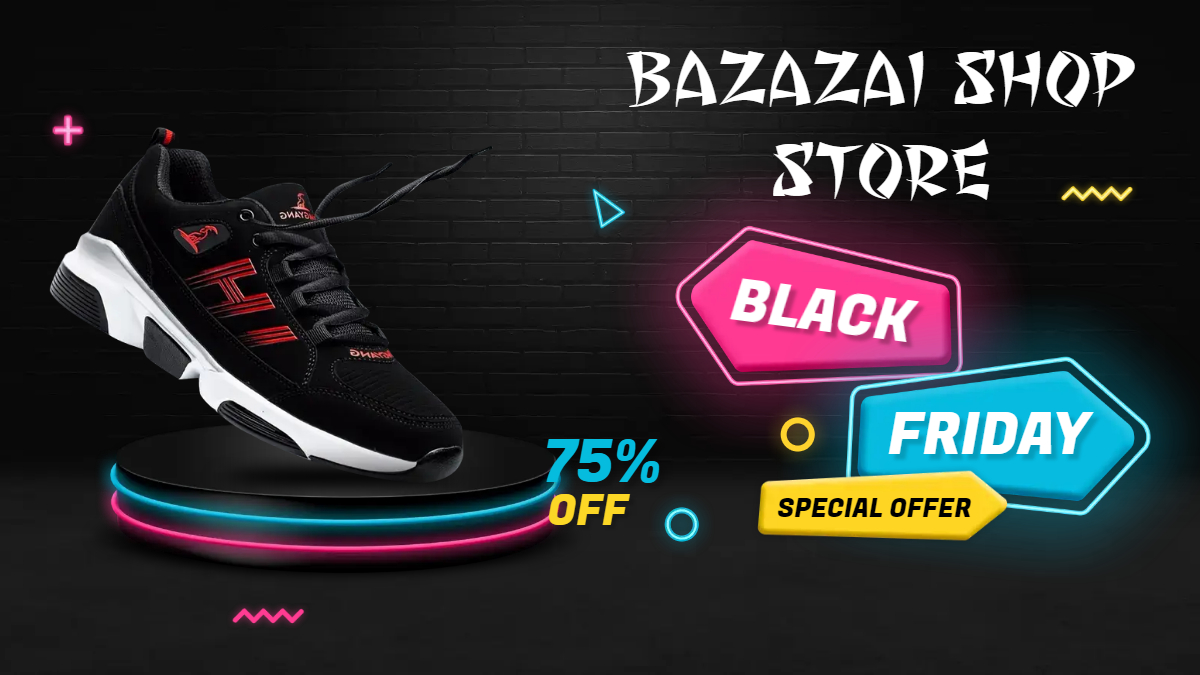 BAZAZAI SHOP
STORE
BLACK
FRIDAY
SPECIAL OFFER
75%
OFF